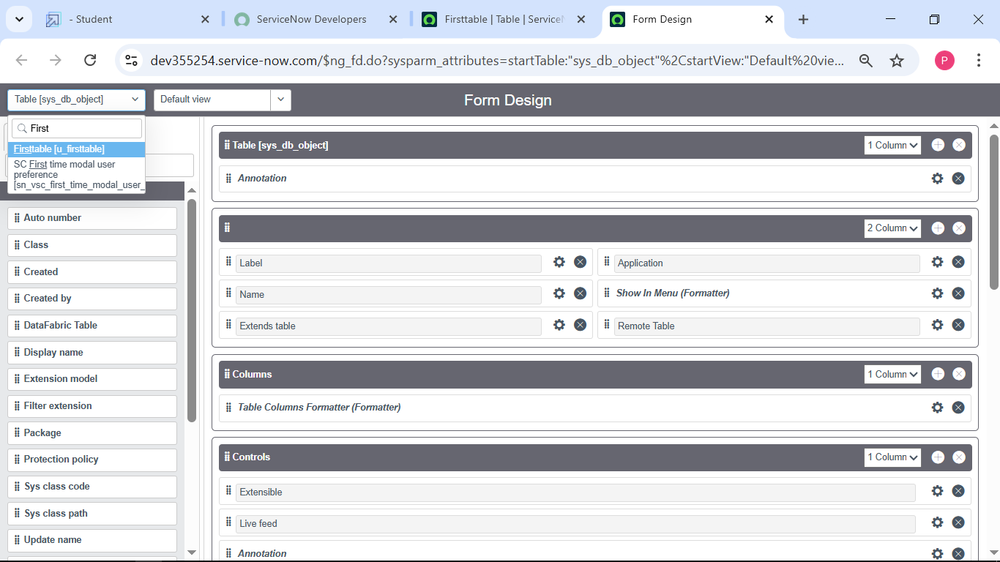 - Student
ServiceNow Developers
Firsttable | Table | Service
Form Design
dev355254.service-now.com/$ng_fd.do?sysparm_attributes=startTable:"sys_db_object"%2CstartView:"Default%20vie...
P
Table [sys_db_object]
Default view
Form Design
First
Firsttable [u_firsttable]
SC First time modal user
preference
[sn_vsc_first_time_modal_user_
Auto number
Class
Created
Created by
DataFabric Table
Display name
Extension model
Filter extension
Package
Protection policy
Sys class code
Sys class path
Update name
Table [sys_db_object]
1 Column
Annotation
2 Column
Label
Application
Name
Show In Menu (Formatter)
Extends table
Remote Table
Columns
1 Column
Table Columns Formatter (Formatter)
Controls
1 Column
Extensible
Live feed
Annotation